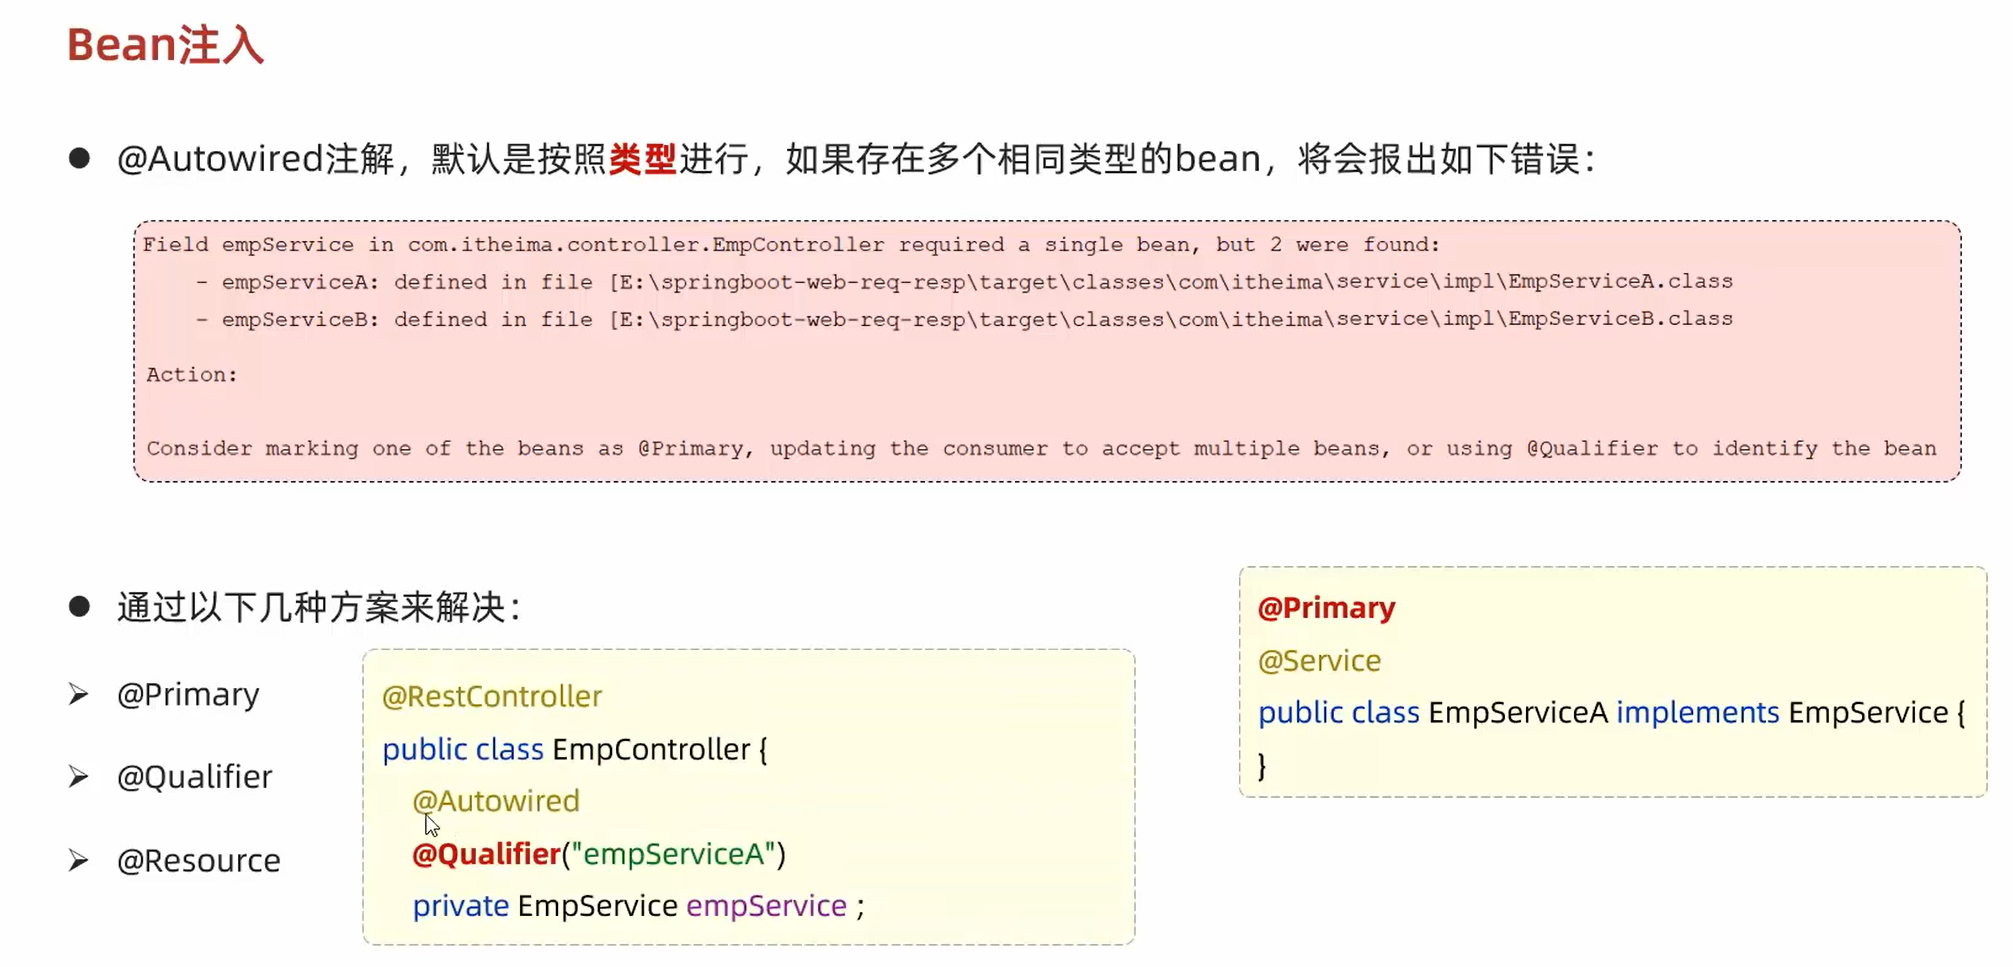 Bean注入
@Autowired注解，默认是按照类型进行，如果存在多个相同类型的bean，将会报出如下错误：
Field empService in com.itheima.controller.EmpController required a single bean, but 2 were found:
- empServiceA: defined in file [E:\springboot-web-req-resp\target\classes\com\itheima\service\impl\EmpServiceA.class
- empServiceB: defined in file [E:\springboot-web-req-resp\target\classes\com\itheima\service\impl\EmpServiceB.class
Action:
Consider marking one of the beans as @Primary, updating the consumer to accept multiple beans, or using @Qualifier to identify the bean
通过以下几种方案来解决：
@Primary
@Qualifier
@Resource
@RestController
public class EmpController {
@Autowired
@Qualifier("empServiceA")
private EmpService empService ;
@Primary
@Service
public class EmpServiceA implements EmpService {
}